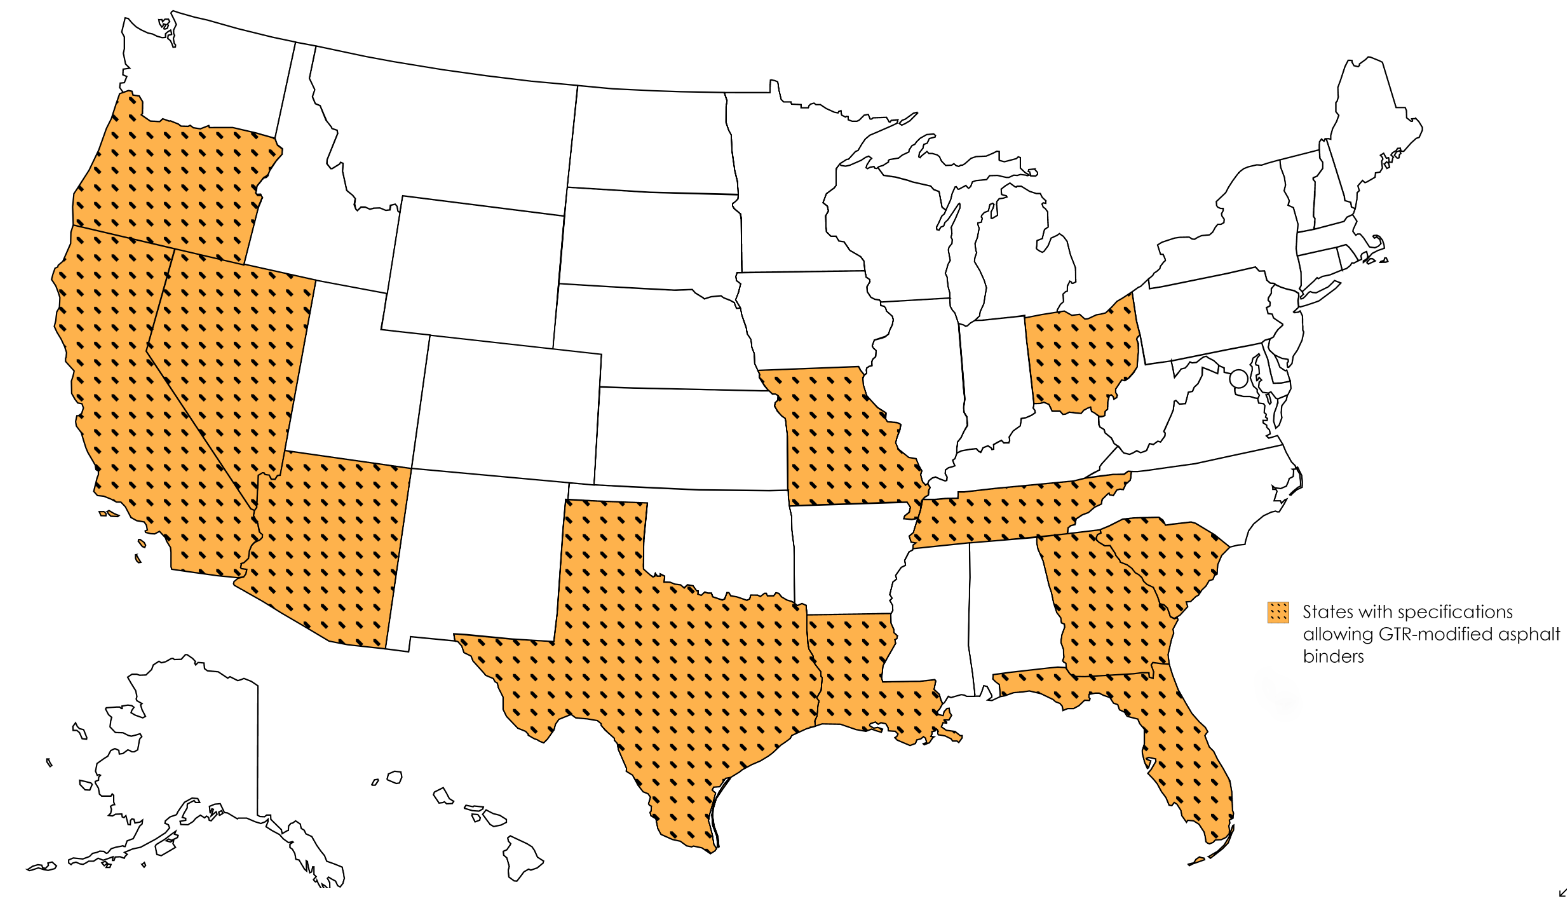 States with specifications
allowing GTR-modified asphalt
binders